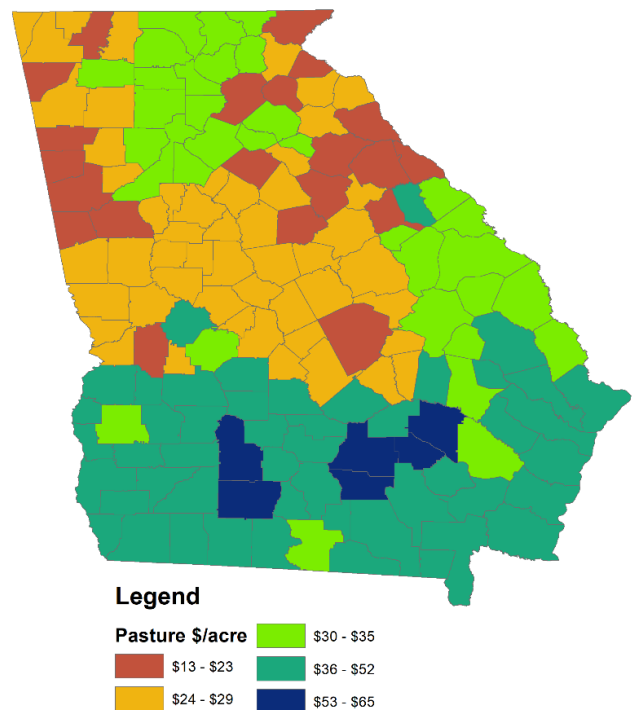 Legend
Pasture $/acre
$13 - $23
$24 - $29
$30 - $35
$36 - $52
$53 - $65